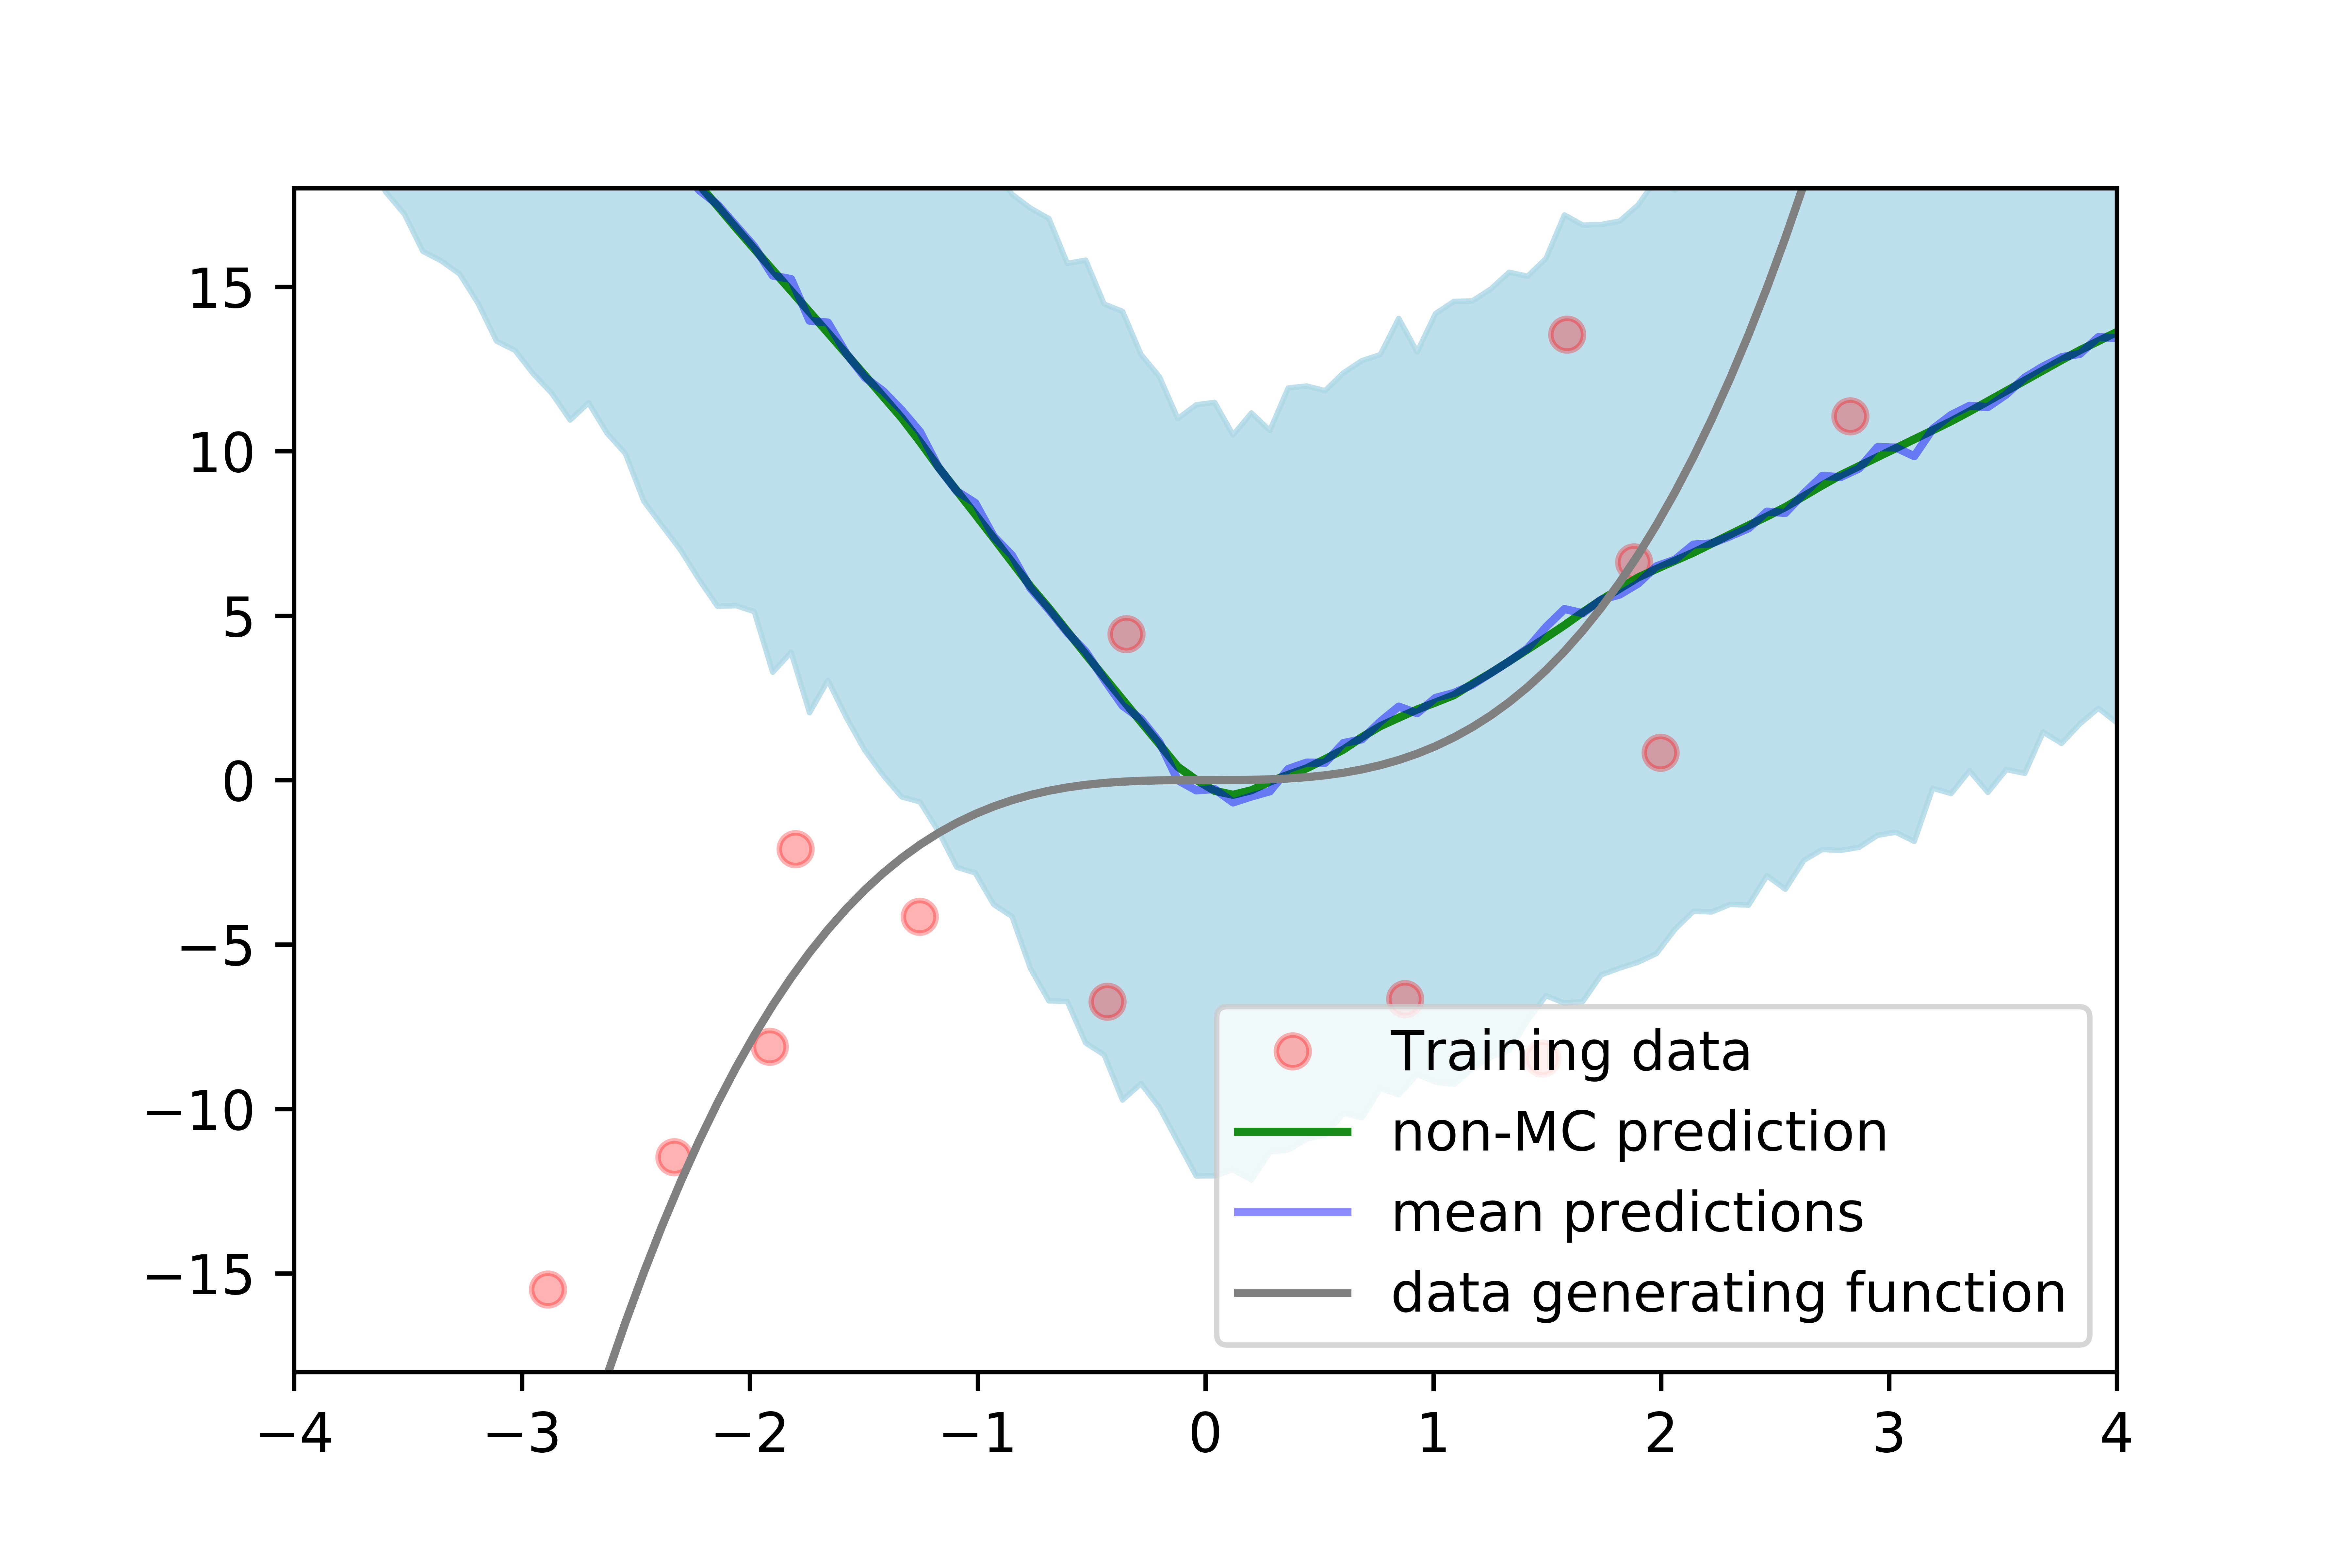 15
10
5
0
−5
−10
−15
Training data
non-MC prediction
mean predictions
data generating function
−4 −3 −2 −1 0 1 2 3 4